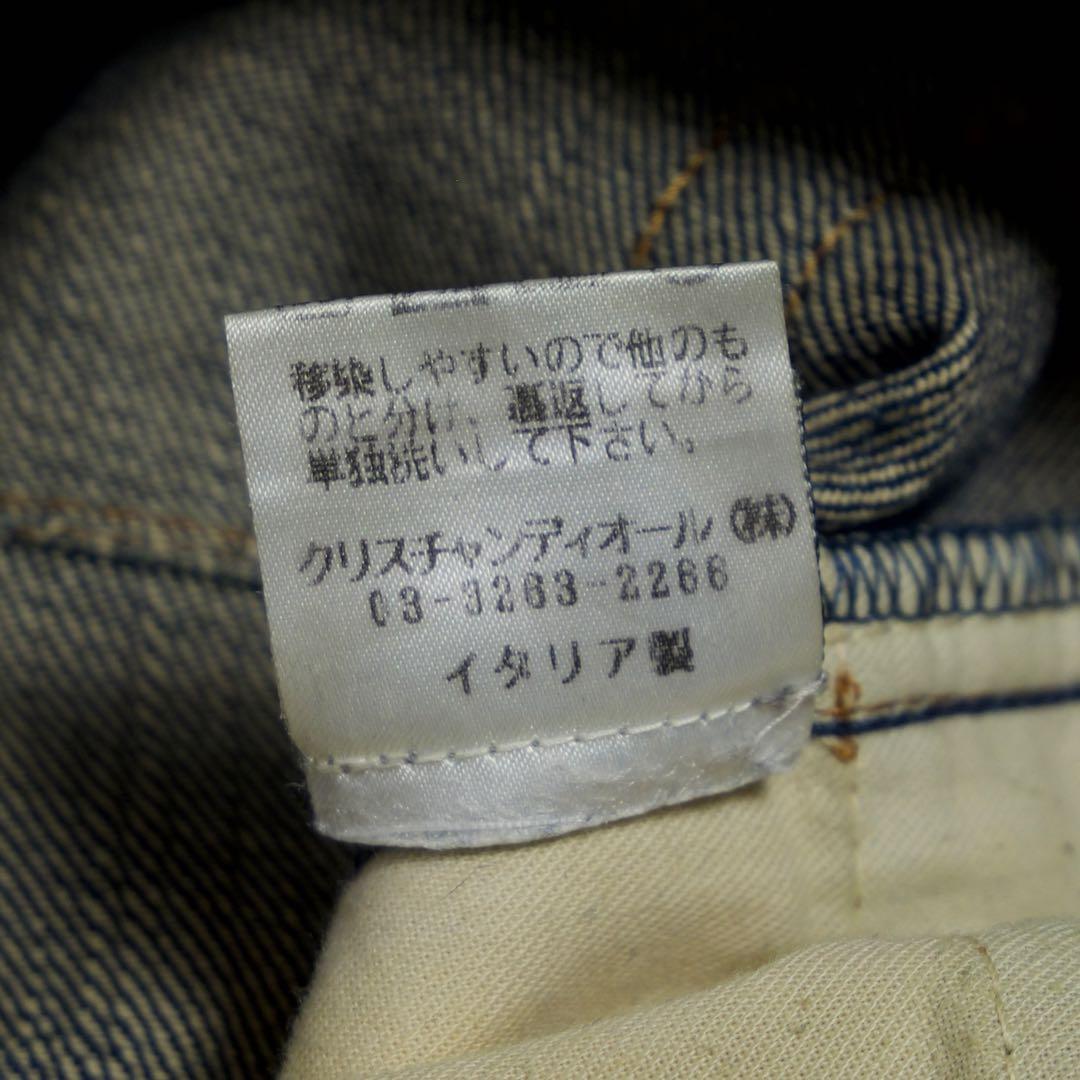 移染しやすいので他のも
のと分け、裏返してから
単独洗いして下さい。
クリスチャンディオール㈱
03-3263-2266
イタリア製